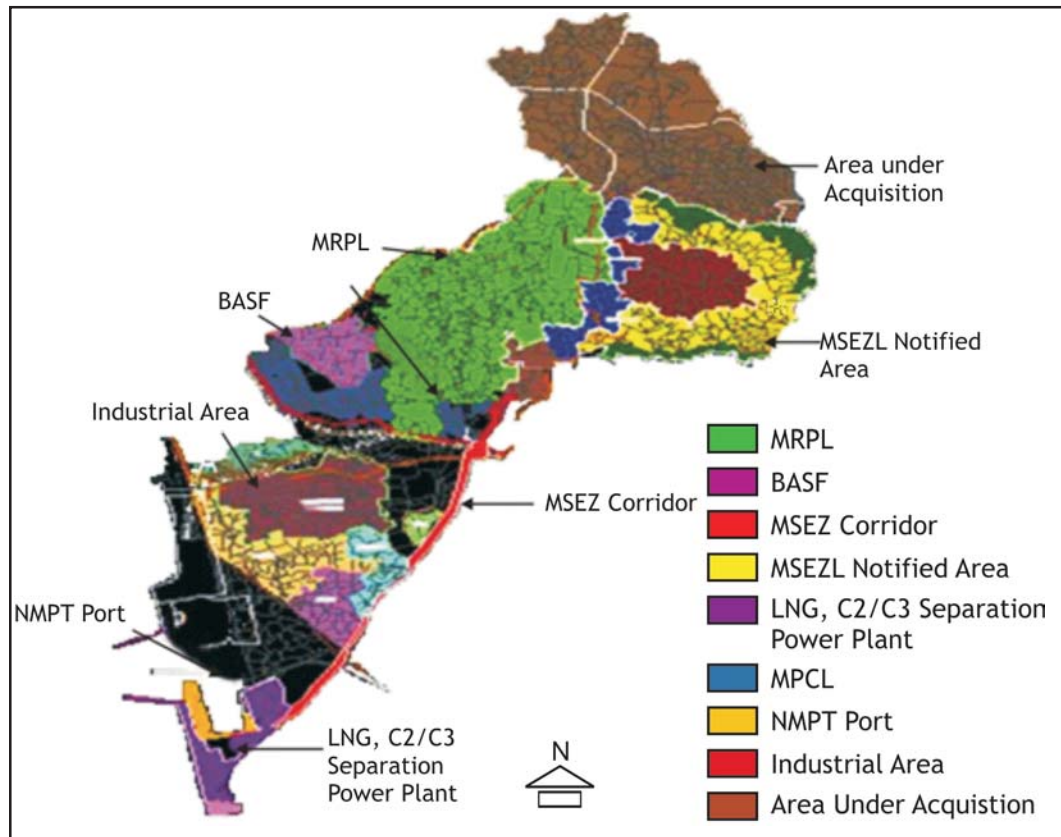 Area under
Acquisition
MRPL
BASF
MSEZL Notified
Area
Industrial Area
MSEZ Corridor
NMPT Port
LNG, C2/C3
Separation
Power Plant
N
MRPL
BASF
MSEZ Corridor
MSEZL Notified Area
LNG, C2/C3 Separation
Power Plant
MPCL
NMPT Port
Industrial Area
Area Under Acquistion